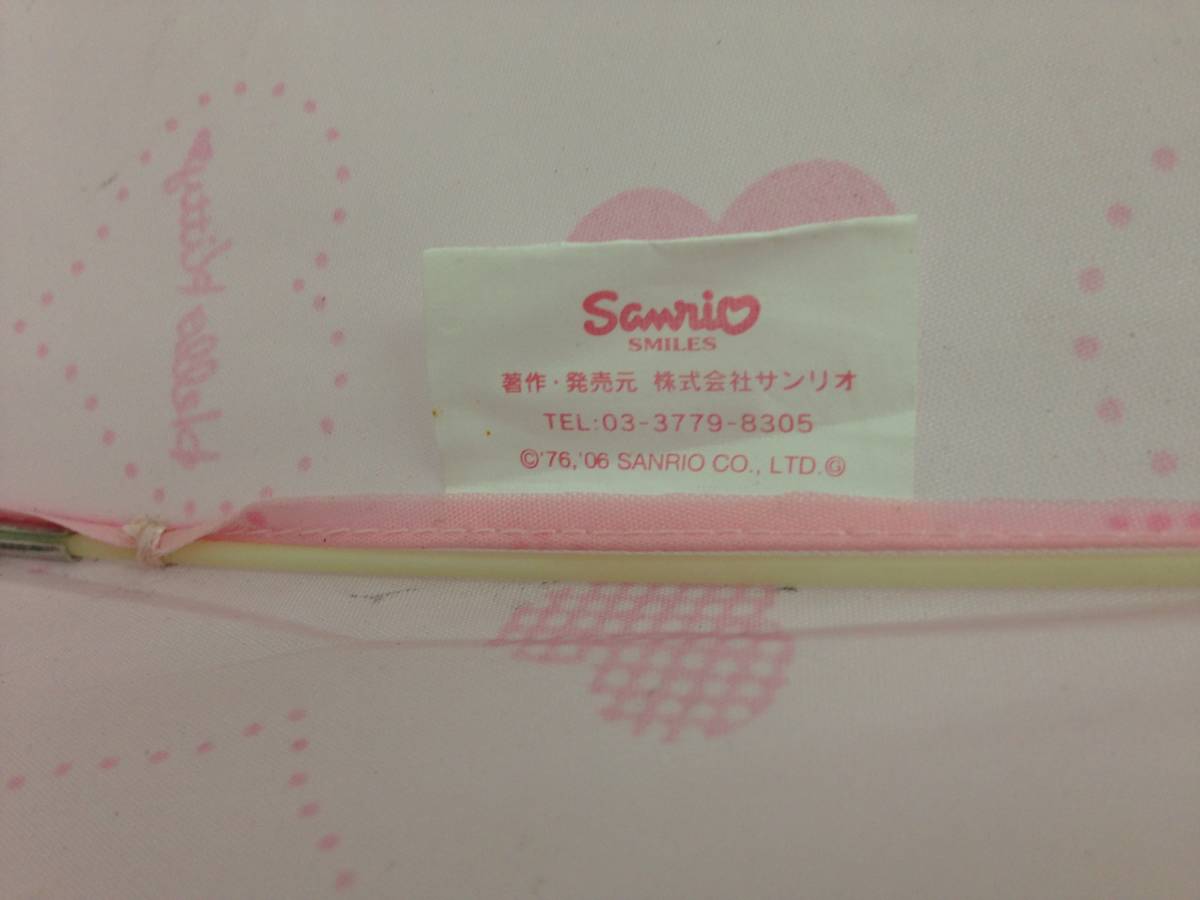 Hello Kitty
Sanrio
SMILES
著作・発売元 株式会社サンリオ
TEL:03-3779-8305
©'76,'06 SANRIO CO., LTD.Ⓖ